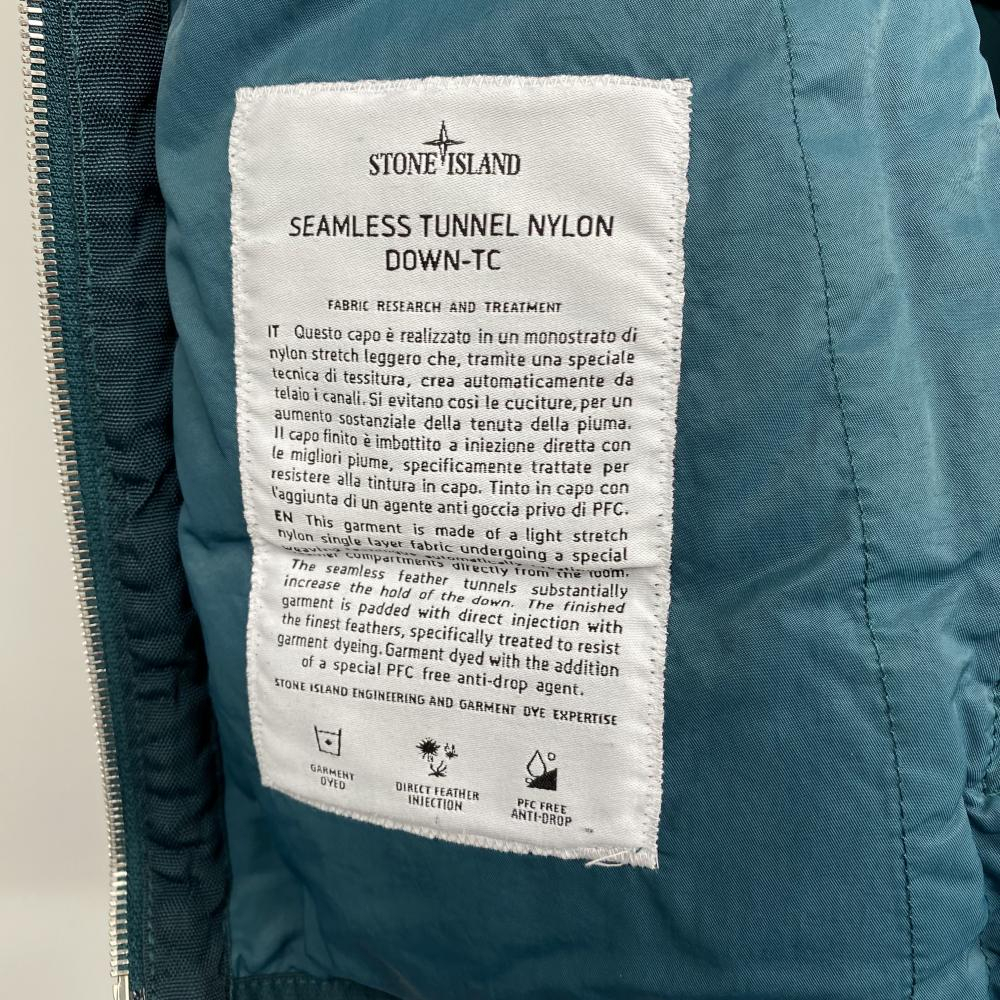 STONE ISLAND
SEAMLESS TUNNEL NYLON
DOWN-TC
FABRIC RESEARCH AND TREATMENT
IT Questo capo è realizzato in un monostrato di
nylon stretch leggero che, tramite una speciale
tecnica di tessitura, crea automaticamente da
telaio i canali. Si evitano così le cuciture, per un
aumento sostanziale della tenuta della piuma.
Il capo finito è imbottito a iniezione diretta con
le migliori piume, specificamente trattate per
resistere alla tintura in capo. Tinto in capo con
l'aggiunta di un agente anti goccia privo di PFC.
EN This garment is made of a light stretch
nylon single layer fabric undergoing a special
automatically
compartments directly from the loom.
The seamless feather tunnels substantially
increase the hold of the down. The finished
garment is padded with direct injection with
the finest feathers, specifically treated to resist
garment dyeing. Garment dyed with the addition
of a special PFC free anti-drop agent.
STONE ISLAND ENGINEERING AND GARMENT DYE EXPERTISE
GARMENT
DYED
DIRECT FEATHER
INJECTION
PFC FREE
ANTI-DROP